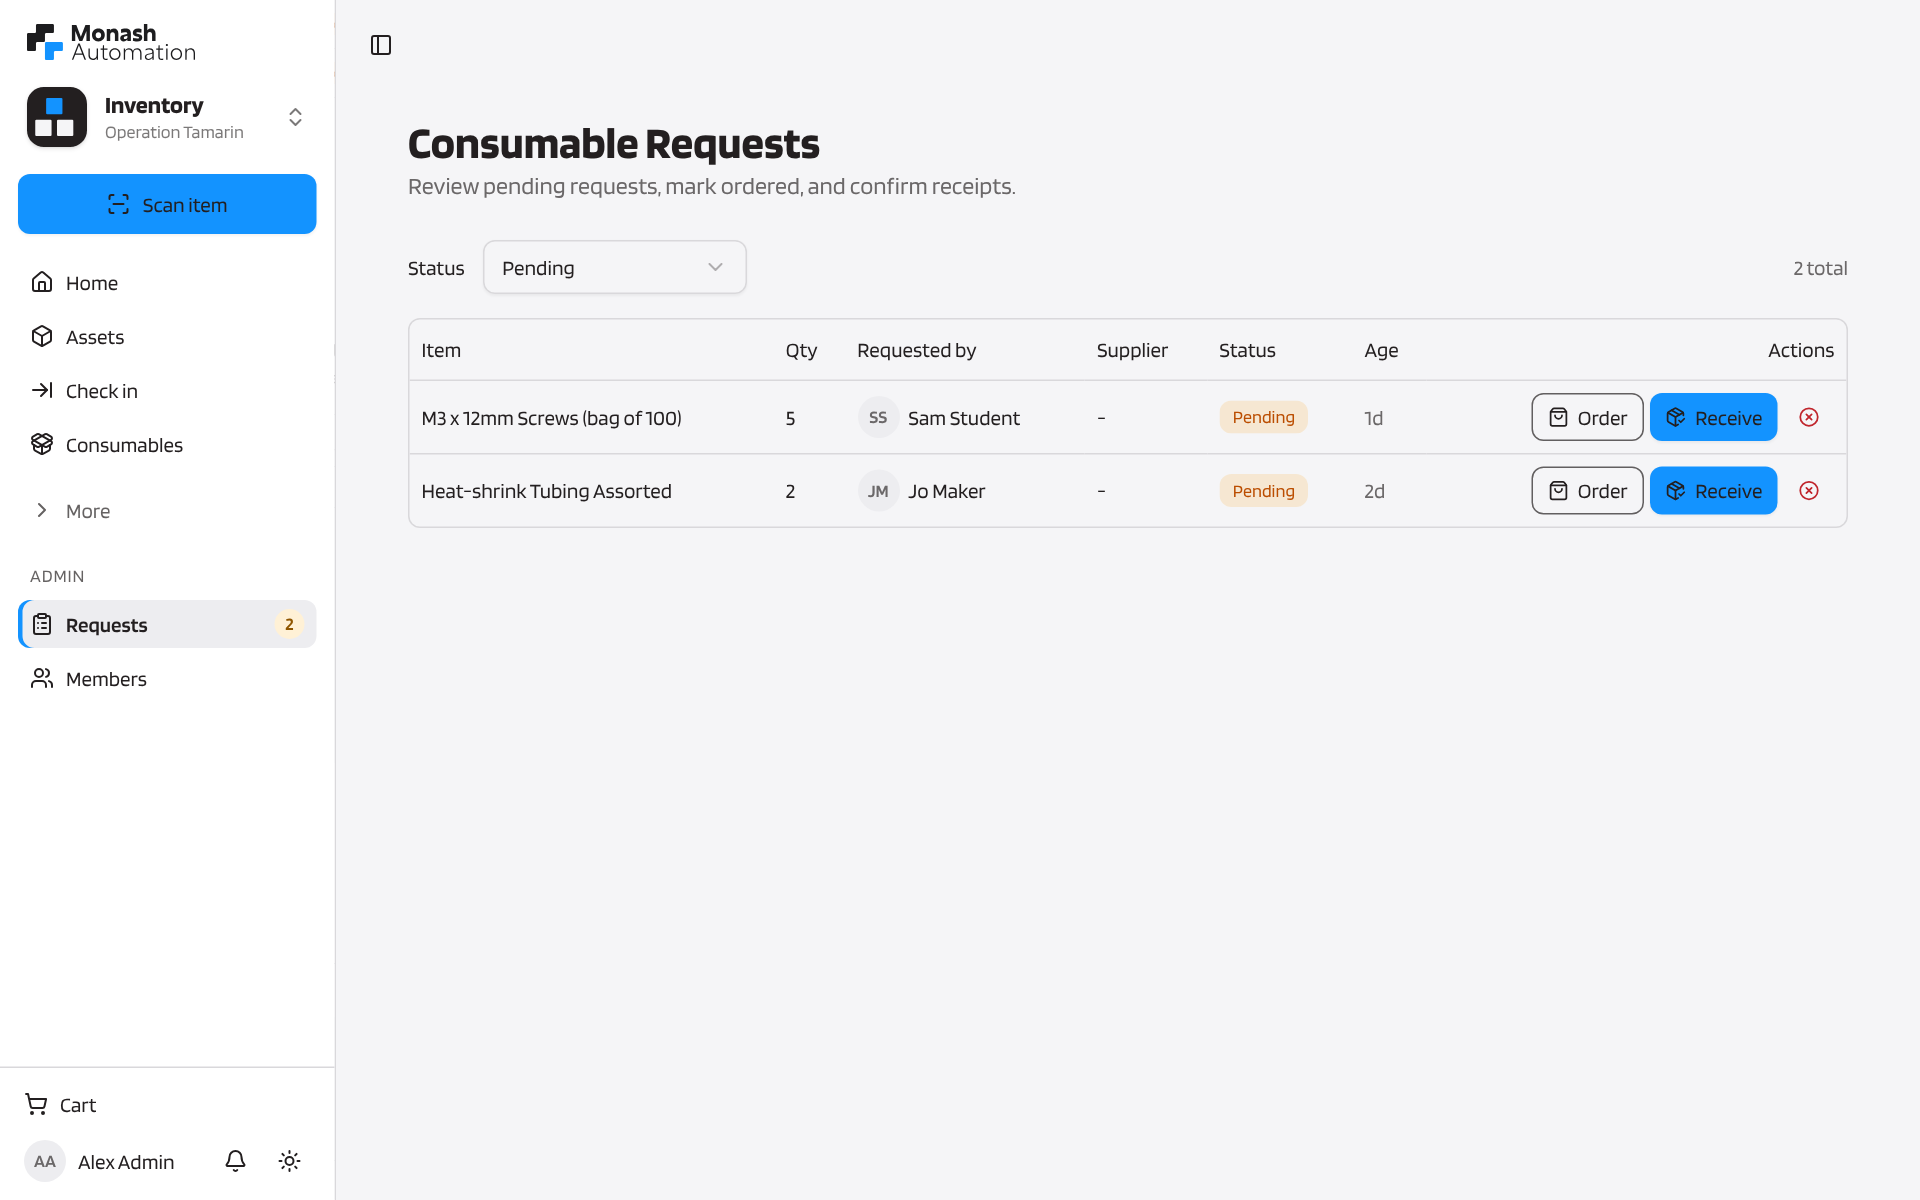 Monash
Automation
Inventory
Operation Tamarin
Scan item
Home
Assets
Check in
Consumables
More
ADMIN
Requests 2
Members
Cart
AA Alex Admin
Consumable Requests
Review pending requests, mark ordered, and confirm receipts.
Status Pending 2 total
Item Qty Requested by Supplier Status Age Actions
M3 x 12mm Screws (bag of 100) 5 SS Sam Student - Pending 1d Order Receive
Heat-shrink Tubing Assorted 2 JM Jo Maker - Pending 2d Order Receive